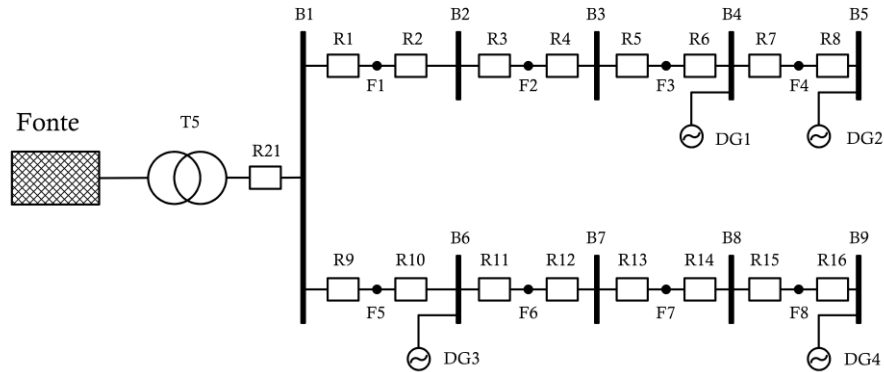 B1 B2 B3 B4 B5
R1 R2 R3 R4 R5 R6 R7 R8
F1 F2 F3 F4
Fonte
T5
R21
DG1 DG2
B6 B7 B8 B9
R9 R10 R11 R12 R13 R14 R15 R16
F5 F6 F7 F8
DG3 DG4